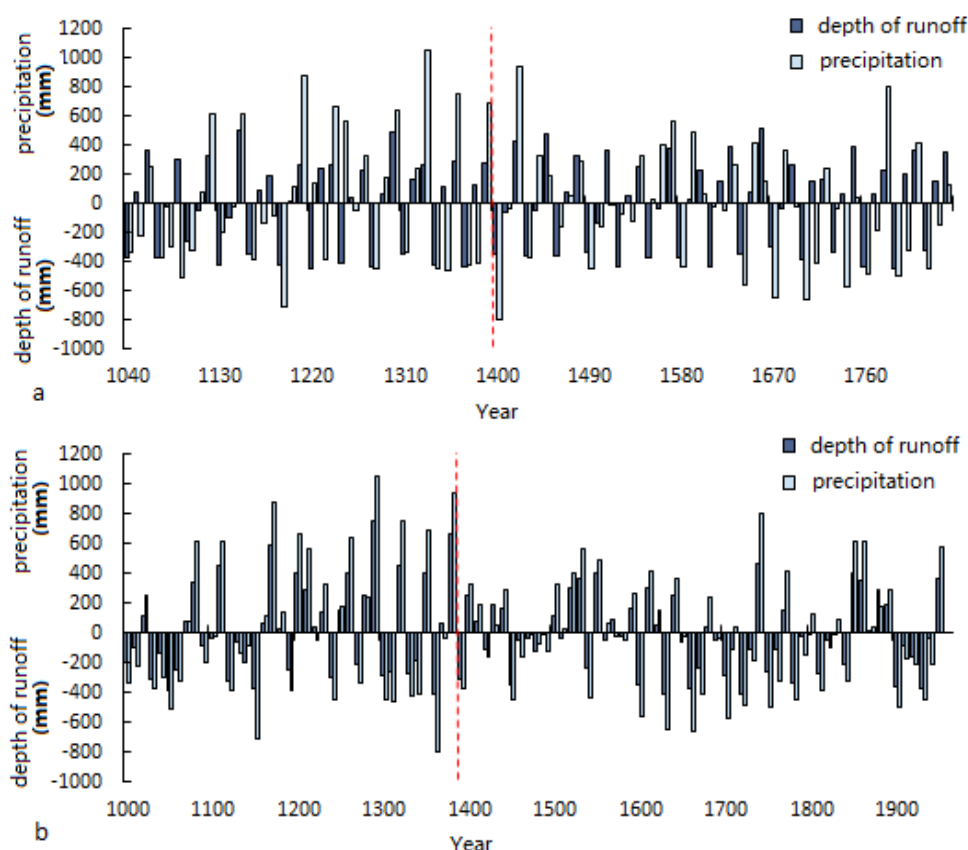 1200
1000
800
600
400
200
0
-200
-400
-600
-800
-1000
precipitation
(mm)
depth of runoff
(mm)
depth of runoff
precipitation
1040 1130 1220 1310 1400 1490 1580 1670 1760
Year
a
1200
1000
800
600
400
200
0
-200
-400
-600
-800
-1000
precipitation
(mm)
depth of runoff
(mm)
depth of runoff
precipitation
1000 1100 1200 1300 1400 1500 1600 1700 1800 1900
Year
b